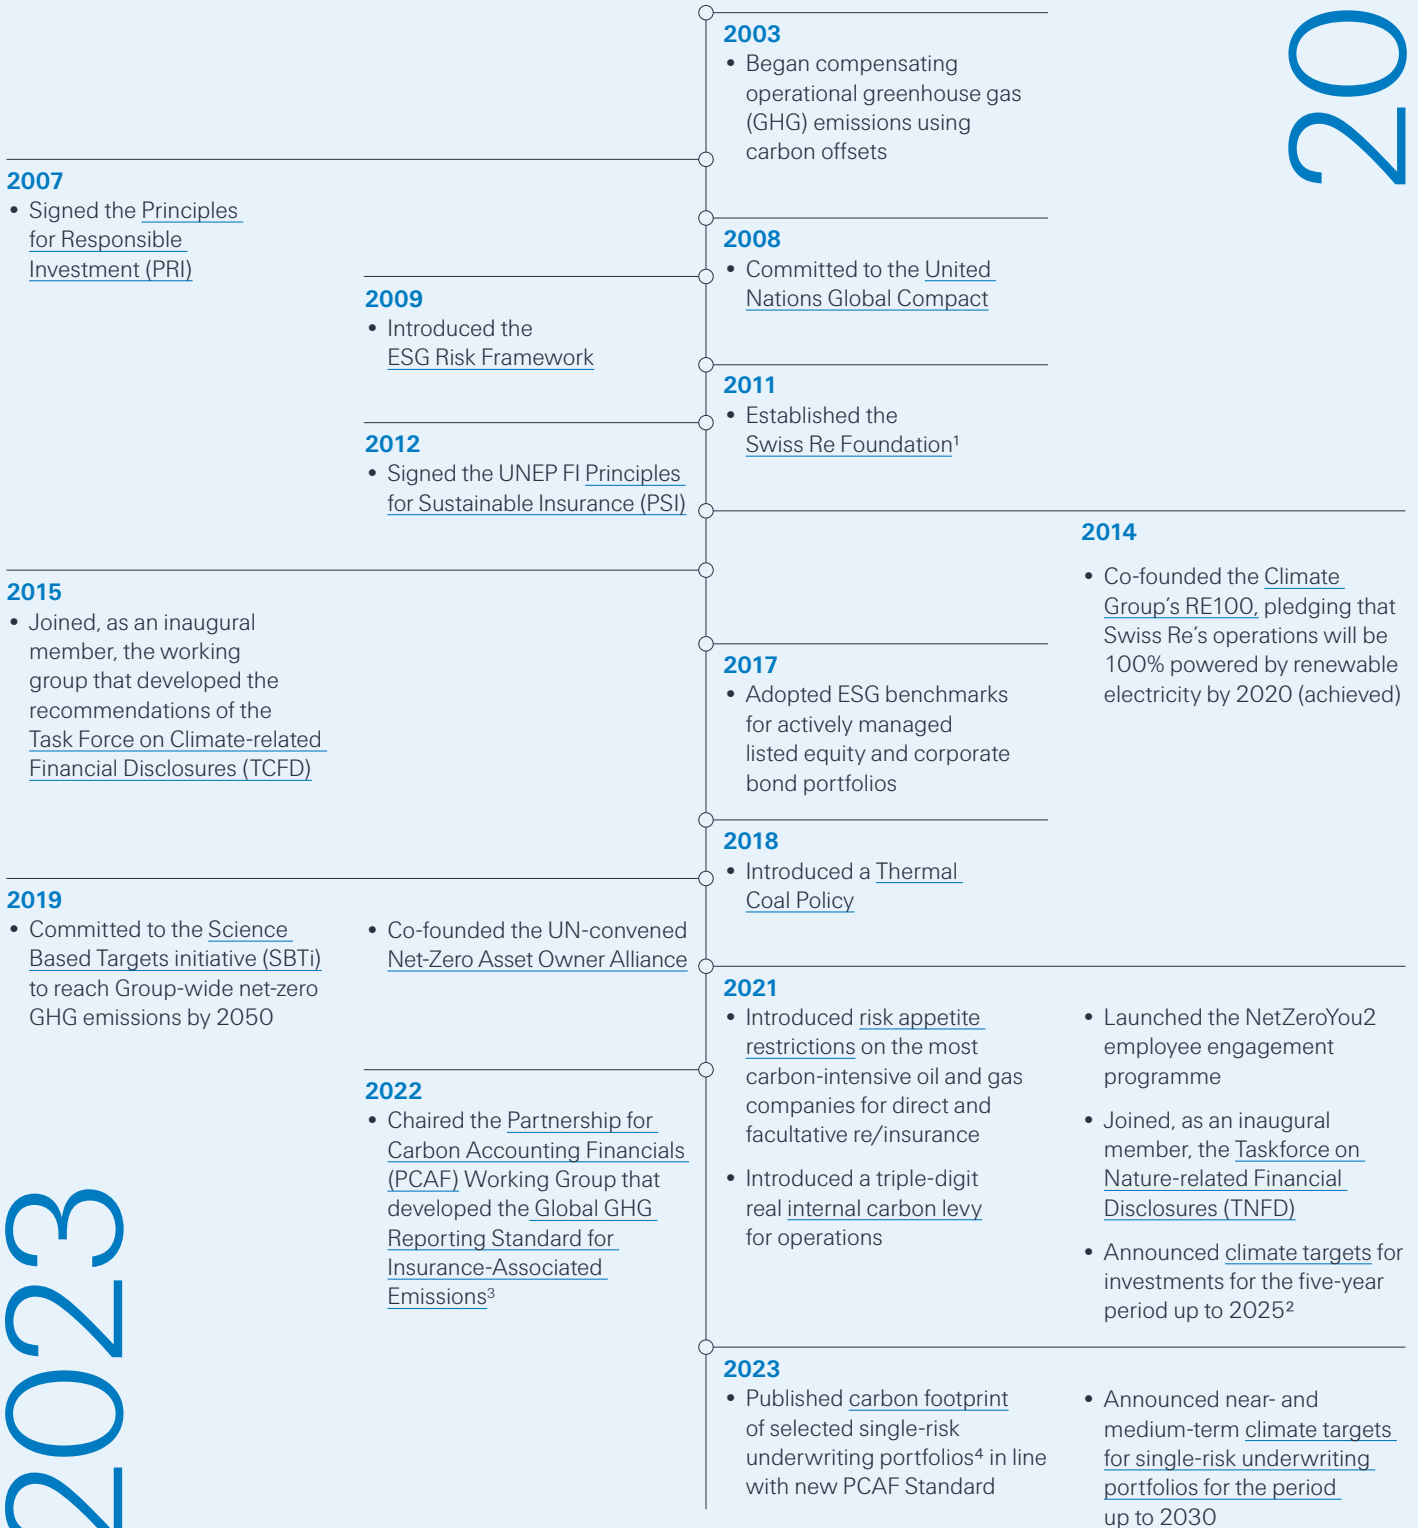 20
2003
• Began compensating
operational greenhouse gas
(GHG) emissions using
carbon offsets
2007
• Signed the Principles
for Responsible
Investment (PRI)
2008
• Committed to the United
Nations Global Compact
2009
• Introduced the
ESG Risk Framework
2011
• Established the
Swiss Re Foundation¹
2012
• Signed the UNEP FI Principles
for Sustainable Insurance (PSI)
2014
• Co-founded the Climate
Group’s RE100, pledging that
Swiss Re’s operations will be
100% powered by renewable
electricity by 2020 (achieved)
2015
• Joined, as an inaugural
member, the working
group that developed the
recommendations of the
Task Force on Climate-related
Financial Disclosures (TCFD)
2017
• Adopted ESG benchmarks
for actively managed
listed equity and corporate
bond portfolios
2018
• Introduced a Thermal
Coal Policy
2019
• Committed to the Science
Based Targets initiative (SBTi)
to reach Group-wide net-zero
GHG emissions by 2050
• Co-founded the UN-convened
Net-Zero Asset Owner Alliance
2021
• Introduced risk appetite
restrictions on the most
carbon-intensive oil and gas
companies for direct and
facultative re/insurance
• Introduced a triple-digit
real internal carbon levy
for operations
• Launched the NetZeroYou2
employee engagement
programme
• Joined, as an inaugural
member, the Taskforce on
Nature-related Financial
Disclosures (TNFD)
• Announced climate targets for
investments for the five-year
period up to 2025²
2022
• Chaired the Partnership for
Carbon Accounting Financials
(PCAF) Working Group that
developed the Global GHG
Reporting Standard for
Insurance-Associated
Emissions³
2023
• Published carbon footprint
of selected single-risk
underwriting portfolios⁴ in line
with new PCAF Standard
• Announced near- and
medium-term climate targets
for single-risk underwriting
portfolios for the period
up to 2030
2023